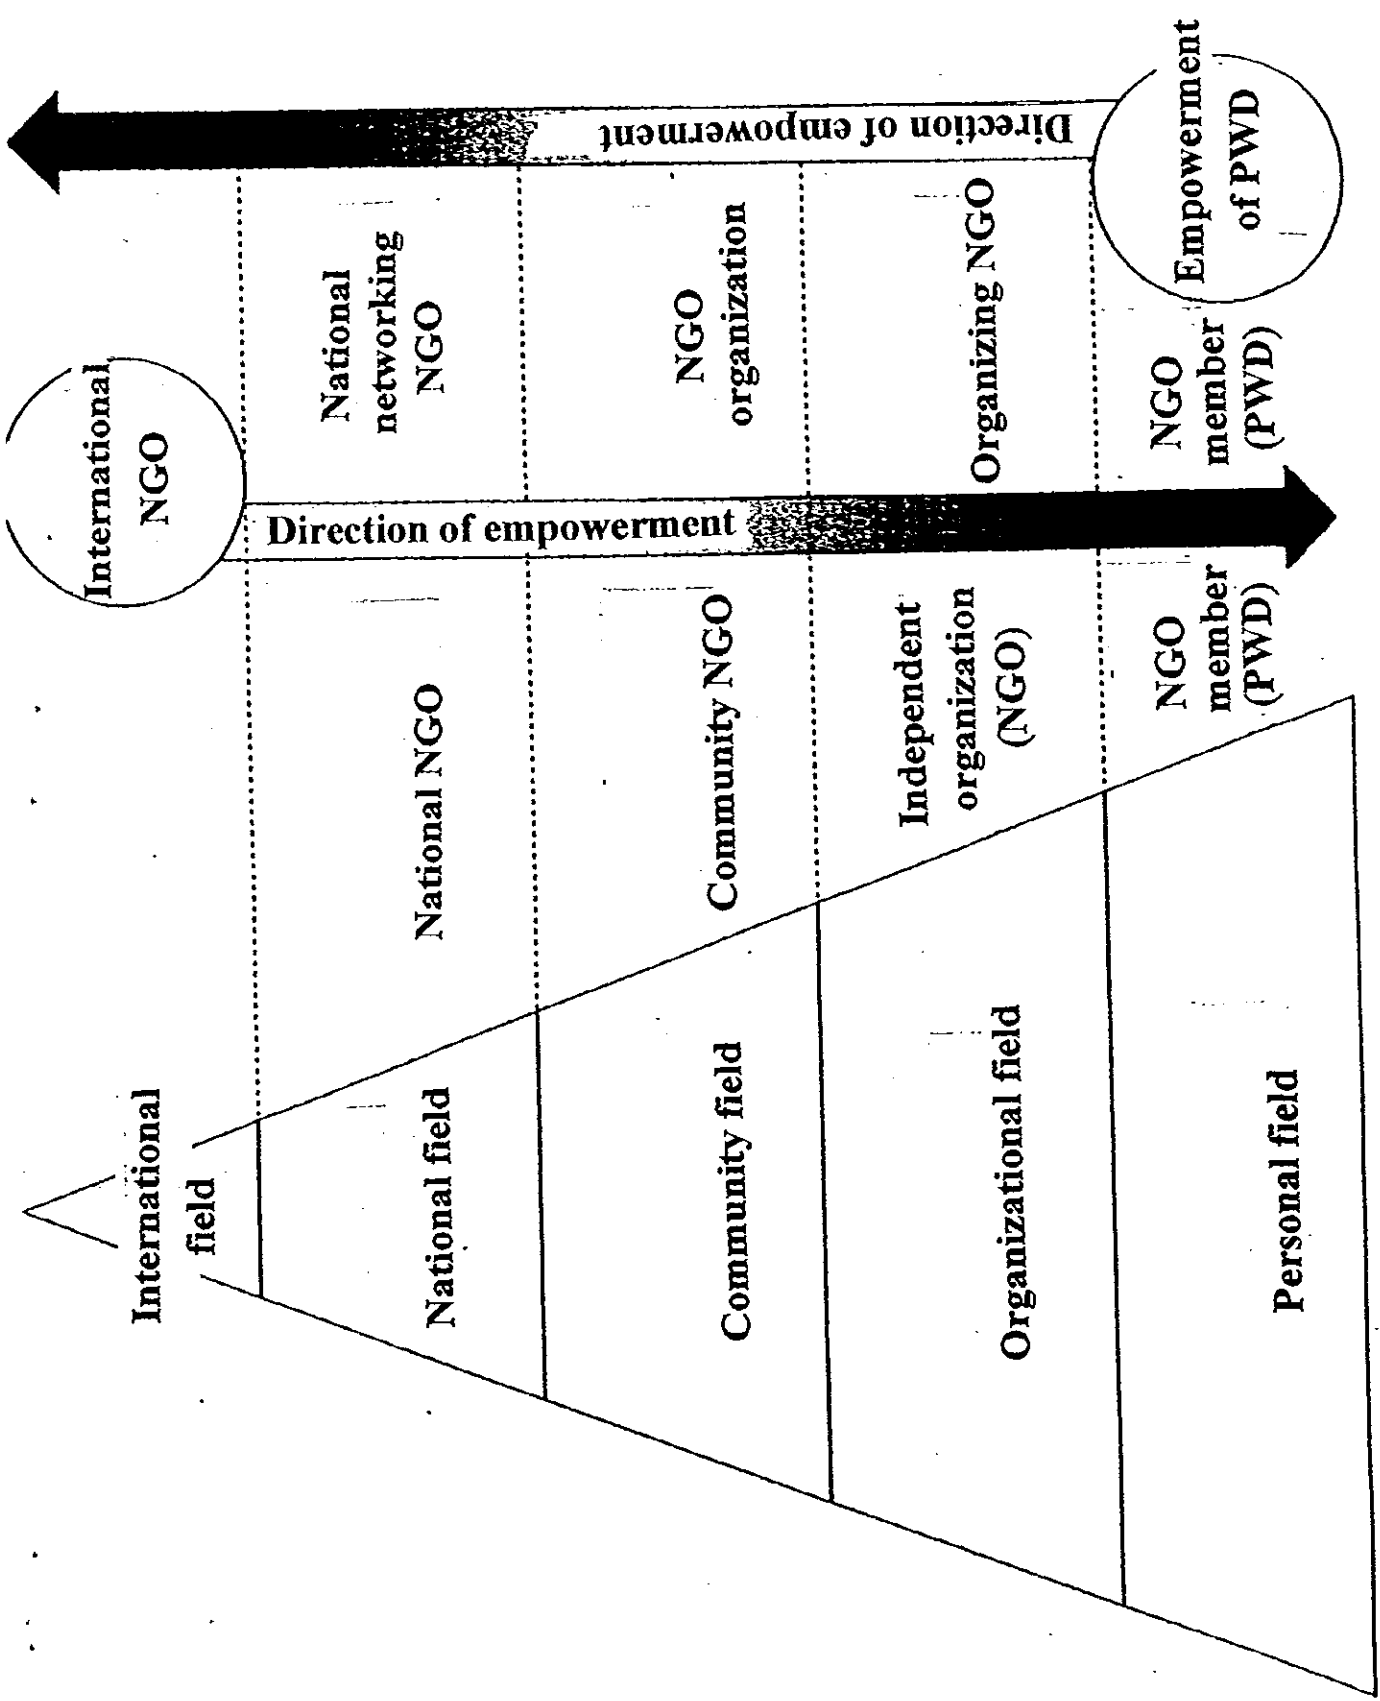 International
field
National field
Community field
Organizational field
Personal field
International
NGO
National NGO
Community NGO
Independent
organization
(NGO)
NGO
member
(PWD)
Direction of empowerment
National
networking
NGO
NGO
organization
Organizing NGO
NGO
member
(PWD)
Direction of empowerment
Empowerment
of PWD